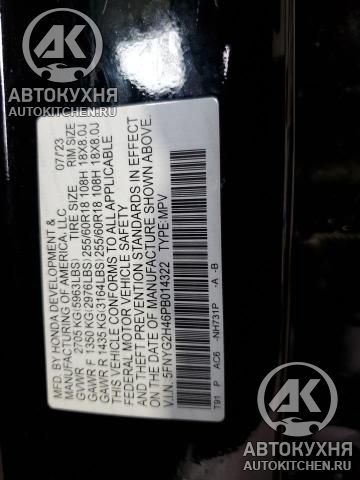 АВТОКУХНЯ
AUTOKITCHEN.RU
MFD. BY HONDA DEVELOPMENT &
MANUFACTURING OF AMERICA, LLC 07/23
TIRE SIZE RIM SIZE
GVWR 2705 KG(5963LBS)
GAWR F 1350 KG(2976LBS) 255/60R18 108H 18X8.0J
GAWR R 1435 KG(3164LBS) 255/60R18 108H 18X8.0J
THIS VEHICLE CONFORMS TO ALL APPLICABLE
FEDERAL MOTOR VEHICLE SAFETY
AND THEFT PREVENTION STANDARDS IN EFFECT
ON THE DATE OF MANUFACTURE SHOWN ABOVE.
V.I.N. 5FNYG2H46PB014322 TYPE:MPV
T91 P AC6 -NH731P -A -B
АВТОКУХНЯ
AUTOKITCHEN.RU